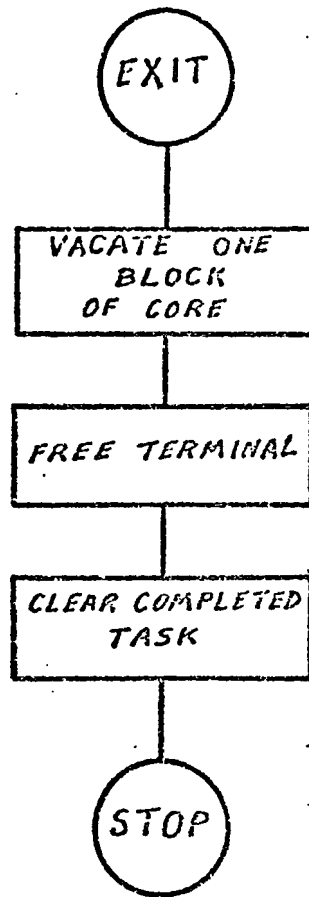 EXIT
VACATE ONE
BLOCK
OF CORE
FREE TERMINAL
CLEAR COMPLETED
TASK
STOP